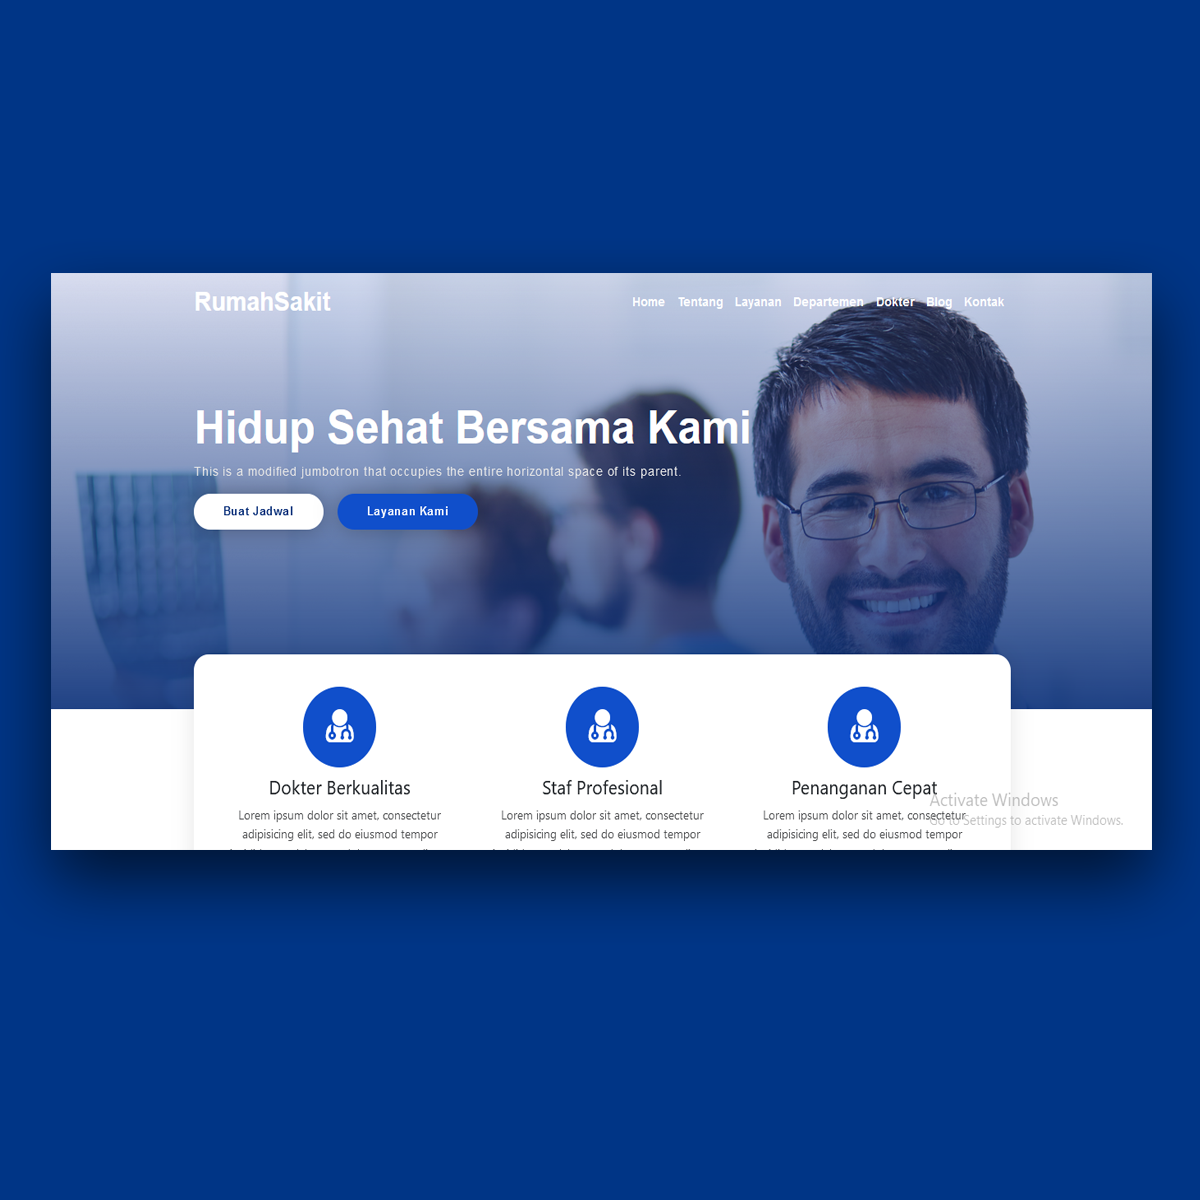 RumahSakit
Home Tentang Layanan Departemen Dokter Blog Kontak
Hidup Sehat Bersama Kami
This is a modified jumbotron that occupies the entire horizontal space of its parent.
Buat Jadwal
Layanan Kami
Dokter Berkualitas
Lorem ipsum dolor sit amet, consectetur
adipisicing elit, sed do eiusmod tempor
Staf Profesional
Lorem ipsum dolor sit amet, consectetur
adipisicing elit, sed do eiusmod tempor
Penanganan Cepat
Lorem ipsum dolor sit amet, consectetur
adipisicing elit, sed do eiusmod tempor
Activate Windows
Go to Settings to activate Windows.